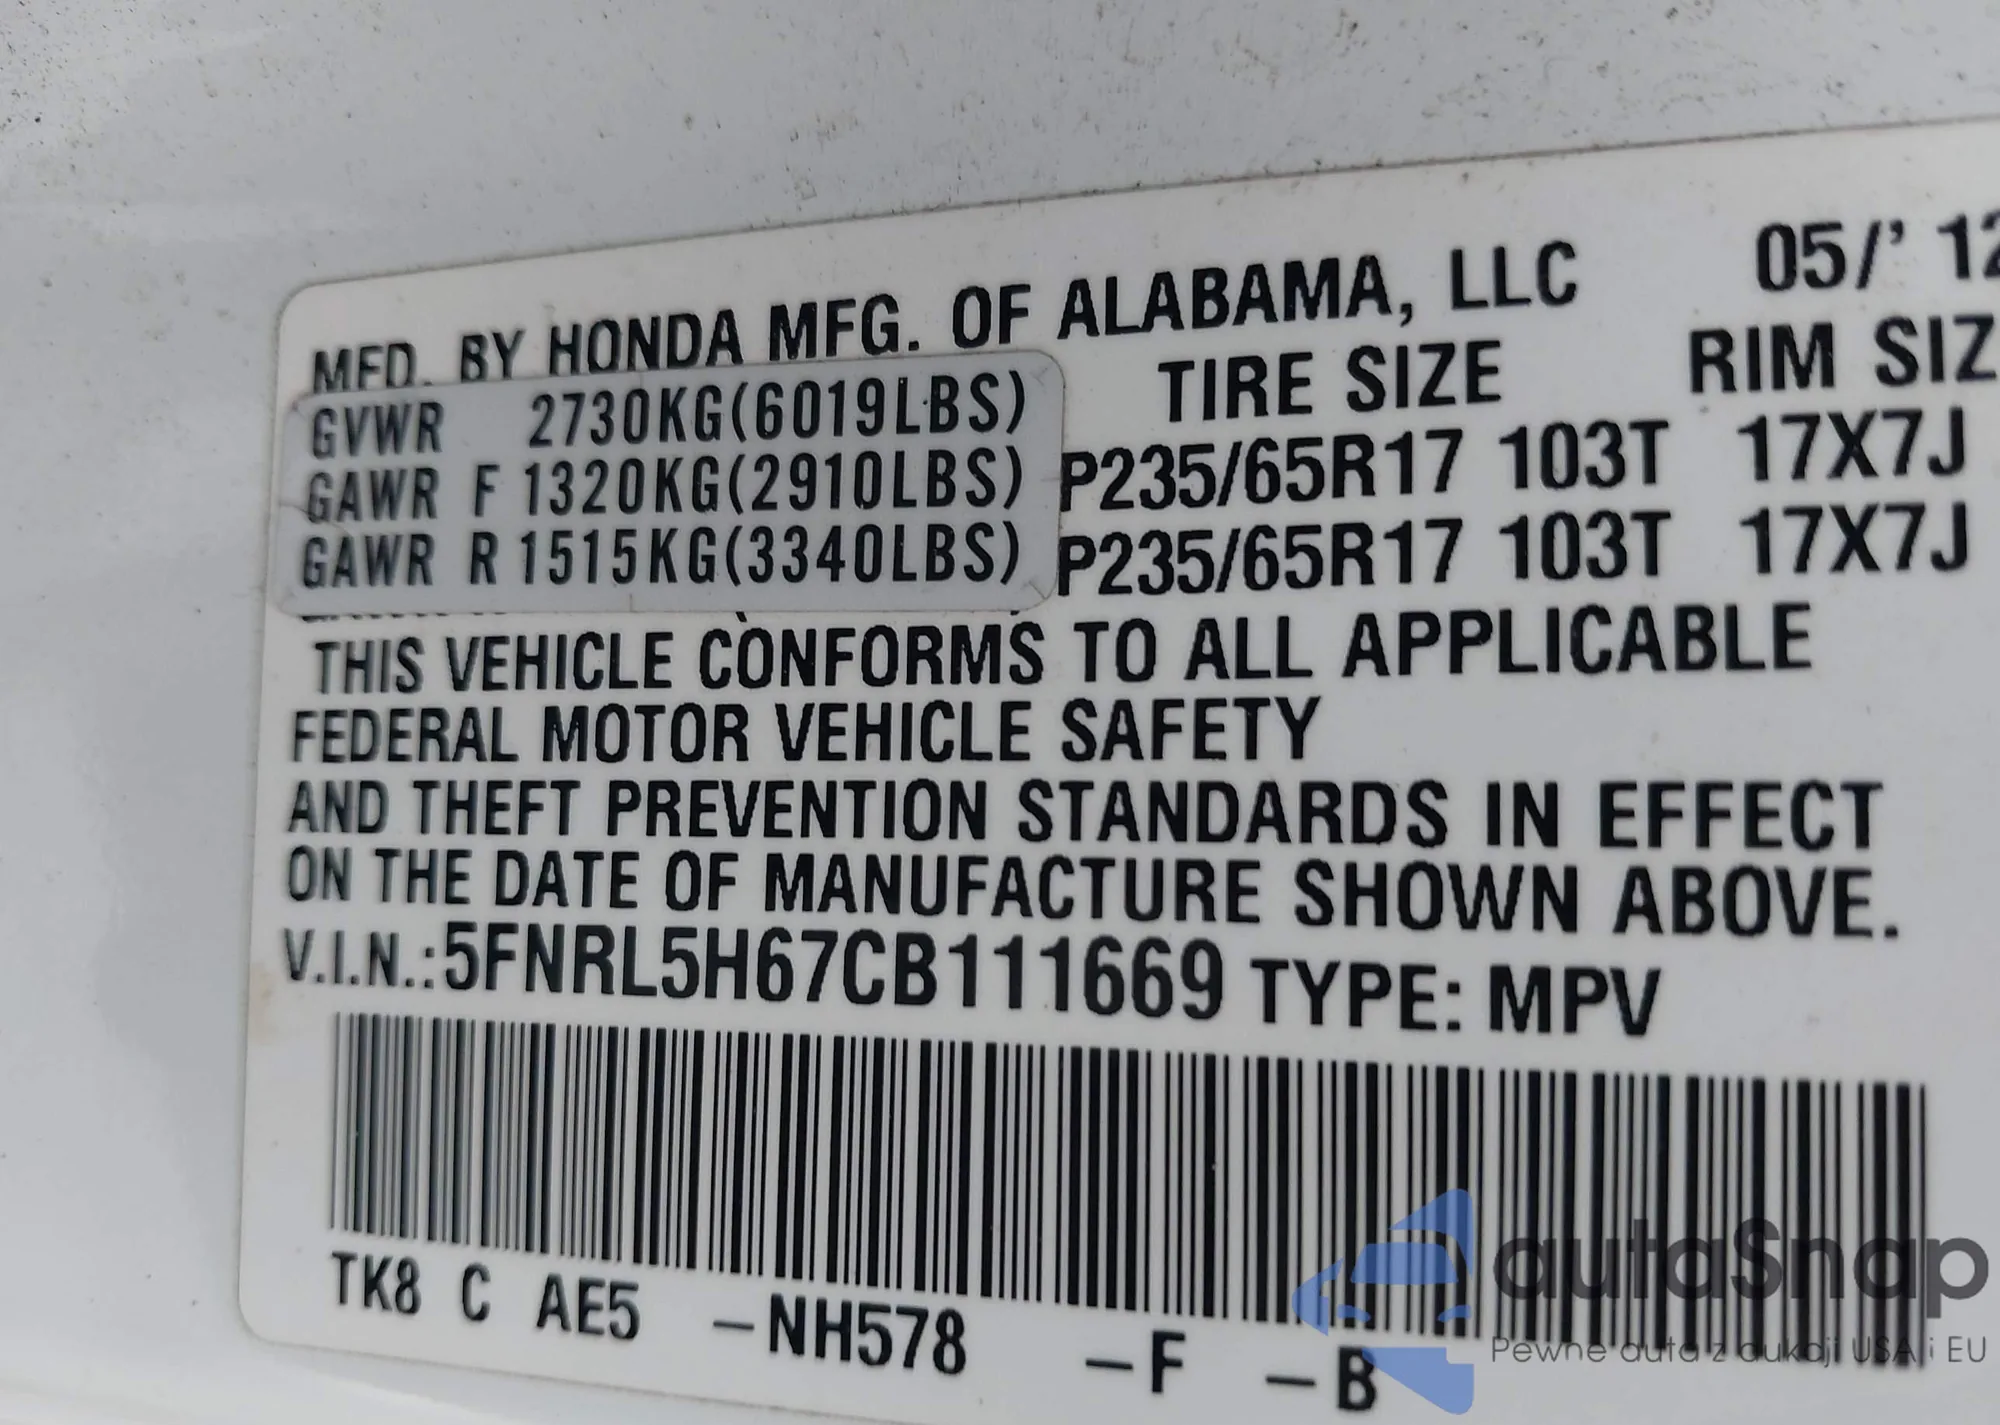 MFD. BY HONDA MFG. OF ALABAMA, LLC 05/' 12
TIRE SIZE RIM SIZ
GVWR 2730KG(6019LBS)
GAWR F 1320KG(2910LBS) P235/65R17 103T 17X7J
GAWR R 1515KG(3340LBS) P235/65R17 103T 17X7J
THIS VEHICLE CONFORMS TO ALL APPLICABLE
FEDERAL MOTOR VEHICLE SAFETY
AND THEFT PREVENTION STANDARDS IN EFFECT
ON THE DATE OF MANUFACTURE SHOWN ABOVE.
V.I.N.:5FNRL5H67CB111669 TYPE: MPV
TK8 C AE5 -NH578 -F -B
autaSnap
Pewne auta z aukcji USA i EU